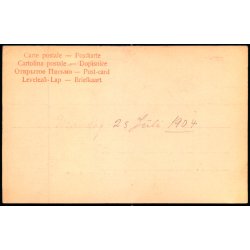 Carte postale — Postkarte
Cartolina postale — Dopisnice
Открытое Письмо — Post-card
Levelező-Lap — Briefkaart
25 Juli 1904